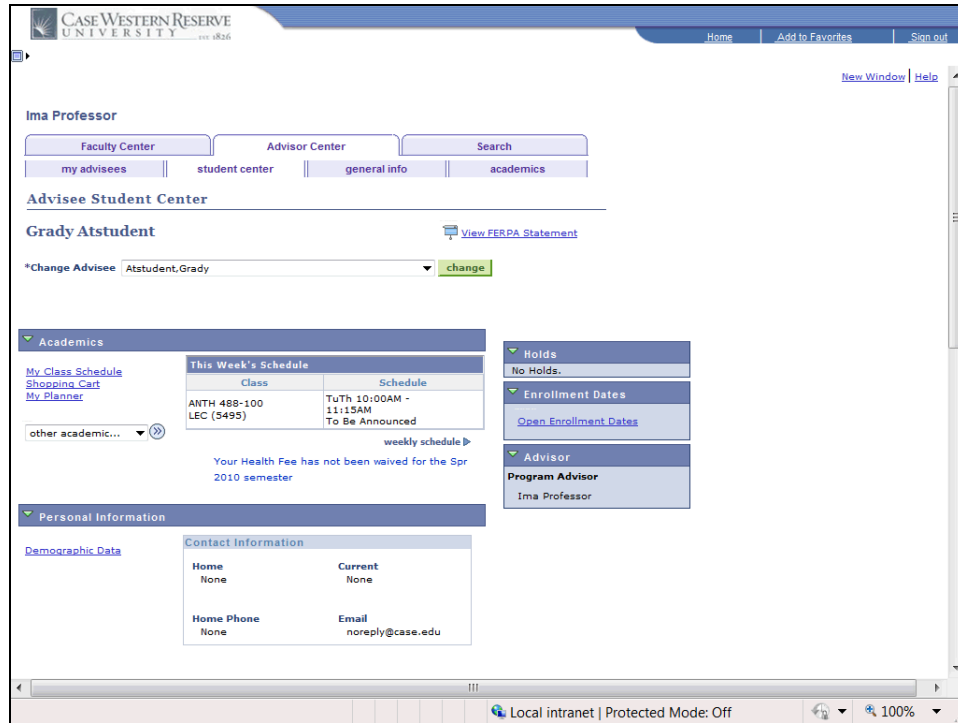 CASE WESTERN RESERVE
UNIVERSITY EST 1826
Home Add to Favorites Sign out
New Window Help
Ima Professor
Faculty Center Advisor Center Search
my advisees student center general info academics
Advisee Student Center
Grady Atstudent
View FERPA Statement
*Change Advisee Atstudent,Grady change
Academics
My Class Schedule
Shopping Cart
My Planner
other academic...
This Week's Schedule
Class Schedule
ANTH 488-100
LEC (5495)
TuTh 10:00AM -
11:15AM
To Be Announced
weekly schedule
Your Health Fee has not been waived for the Spr
2010 semester
Holds
No Holds.
Enrollment Dates
Open Enrollment Dates
Advisor
Program Advisor
Ima Professor
Personal Information
Demographic Data
Contact Information
Home
None
Current
None
Home Phone
None
Email
noreply@case.edu
Local intranet | Protected Mode: Off 100%